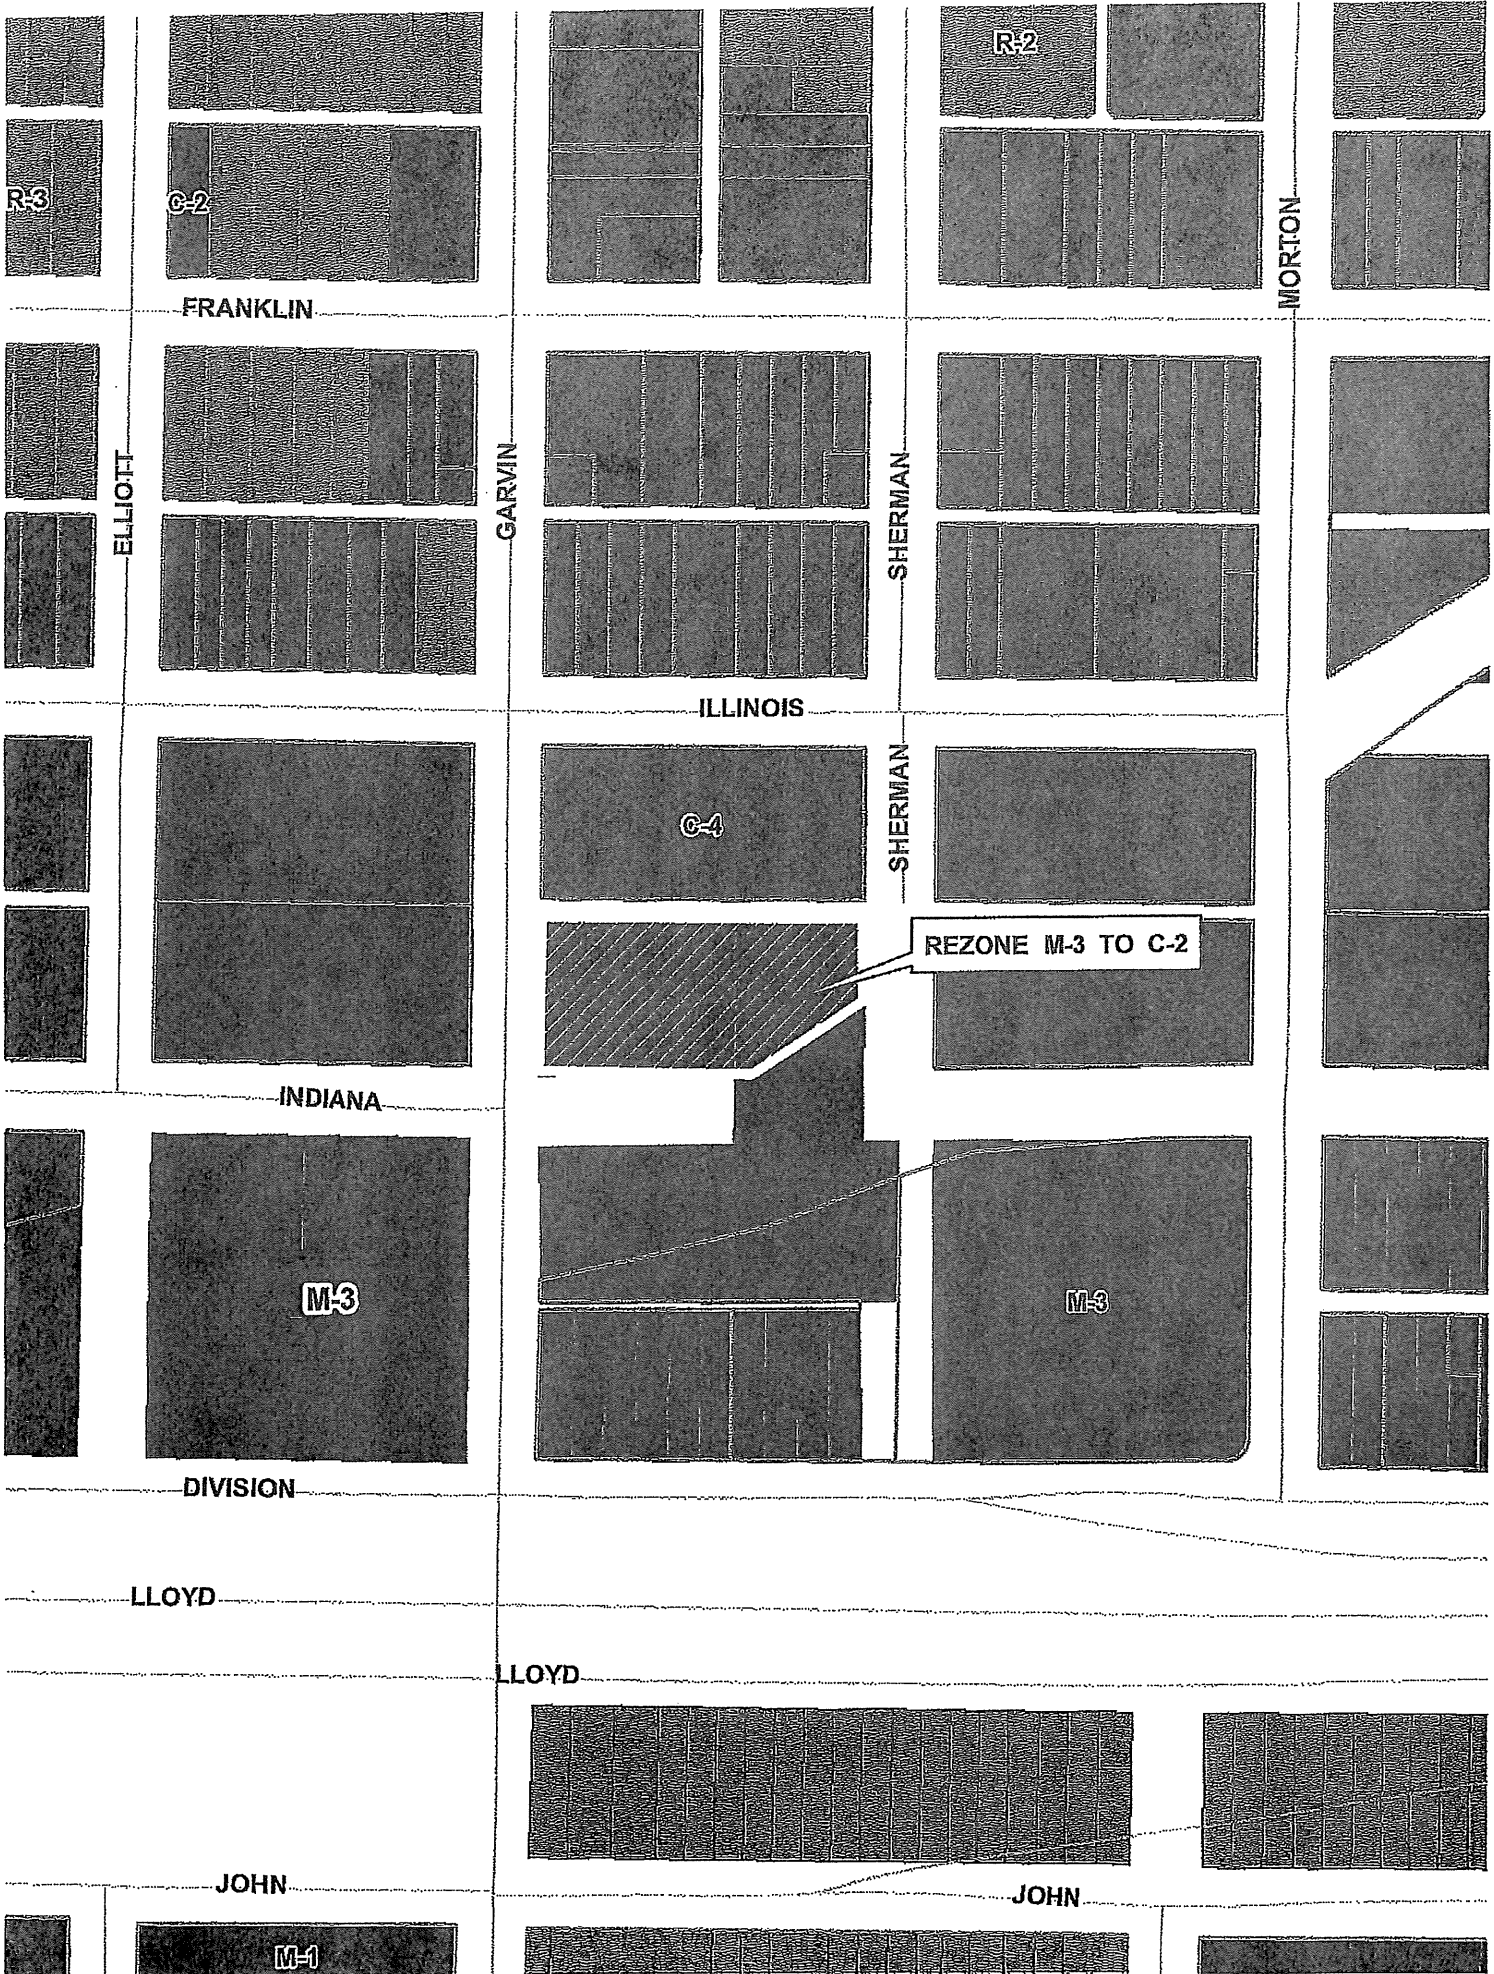 R-2
R-3
C-2
MORTON
FRANKLIN
ELLIOTT
GARVIN
SHERMAN
ILLINOIS
SHERMAN
C-4
REZONE M-3 TO C-2
INDIANA
M-3
M-3
DIVISION
LLOYD
LLOYD
JOHN
JOHN
M-1